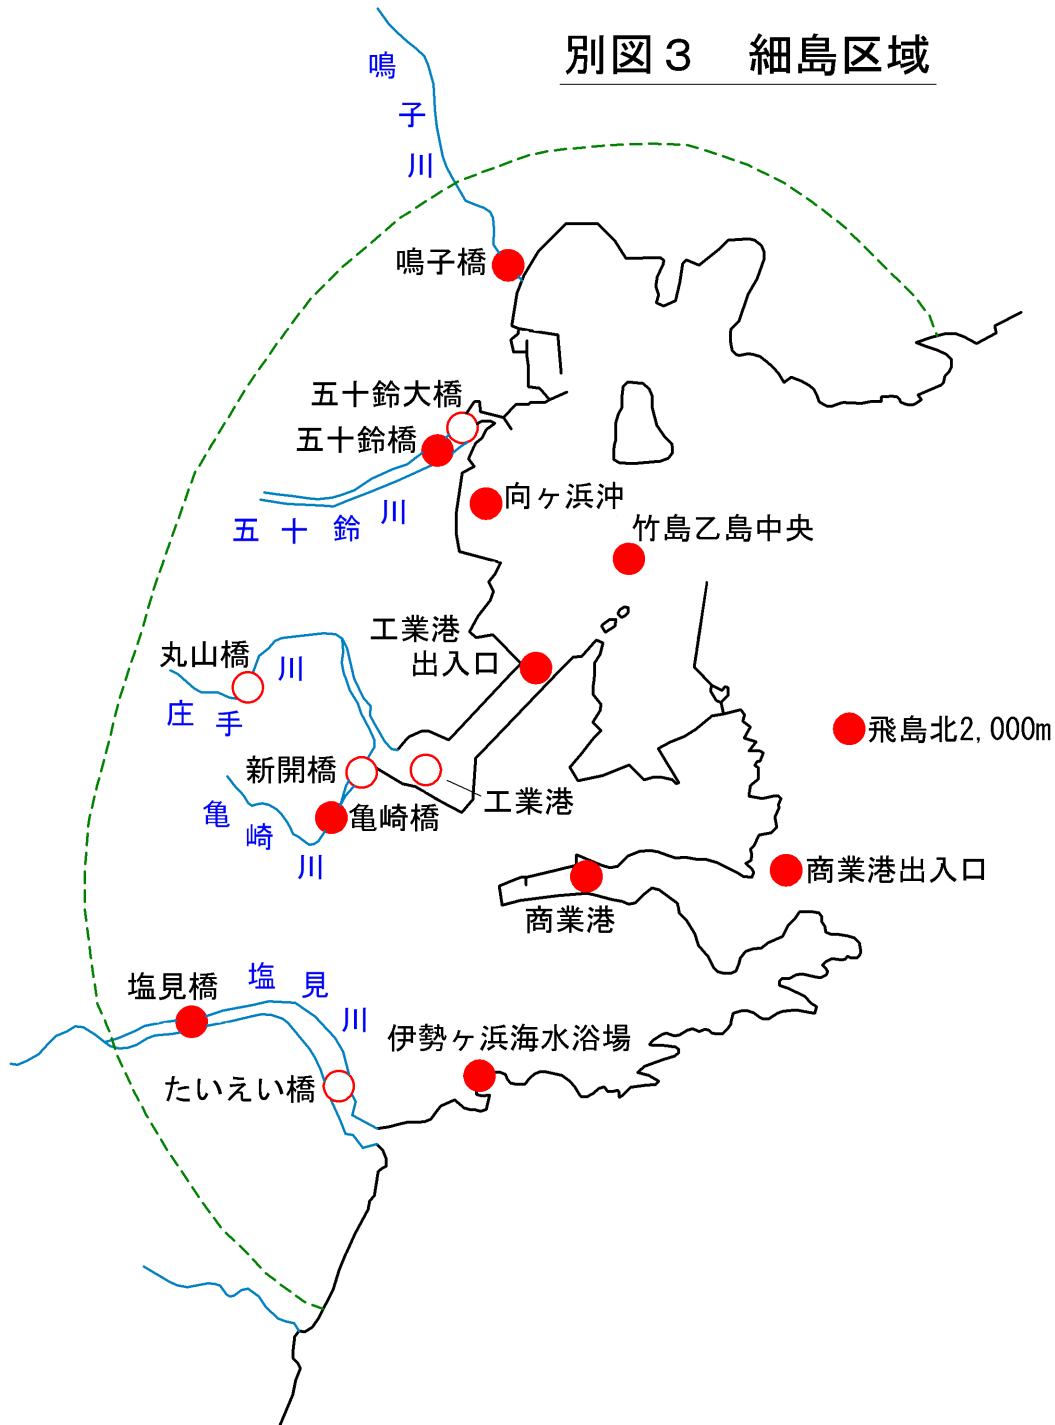 別図３　細島区域
鳴子川
鳴子橋
五十鈴大橋
五十鈴橋
五十鈴川
向ヶ浜沖
竹島乙島中央
工業港
出入口
丸山橋
庄手川
飛島北2,000m
新開橋
工業港
亀崎橋
亀崎川
商業港出入口
商業港
塩見川
塩見橋
伊勢ヶ浜海水浴場
たいえい橋